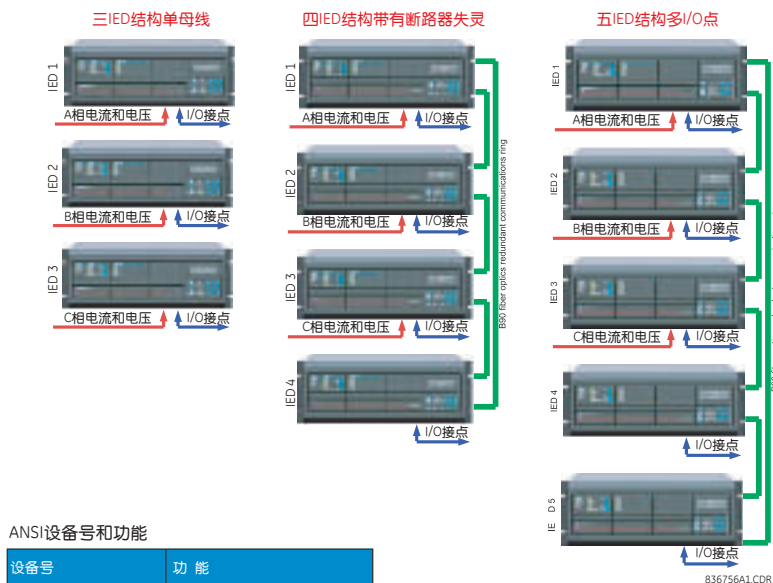 三IED结构单母线
IED 1
A相电流和电压
I/O接点
IED 2
B相电流和电压
I/O接点
IED 3
C相电流和电压
I/O接点
四IED结构带有断路器失灵
IED 1
A相电流和电压
I/O接点
IED 2
B相电流和电压
I/O接点
IED 3
C相电流和电压
I/O接点
IED 4
I/O接点
B90 fiber optics redundant communications ring
五IED结构多I/O点
IED 1
A相电流和电压
I/O接点
IED 2
B相电流和电压
I/O接点
IED 3
C相电流和电压
I/O接点
IED 4
I/O接点
IE D 5
I/O接点
836756A1.CDR
ANSI设备号和功能
设备号
功 能